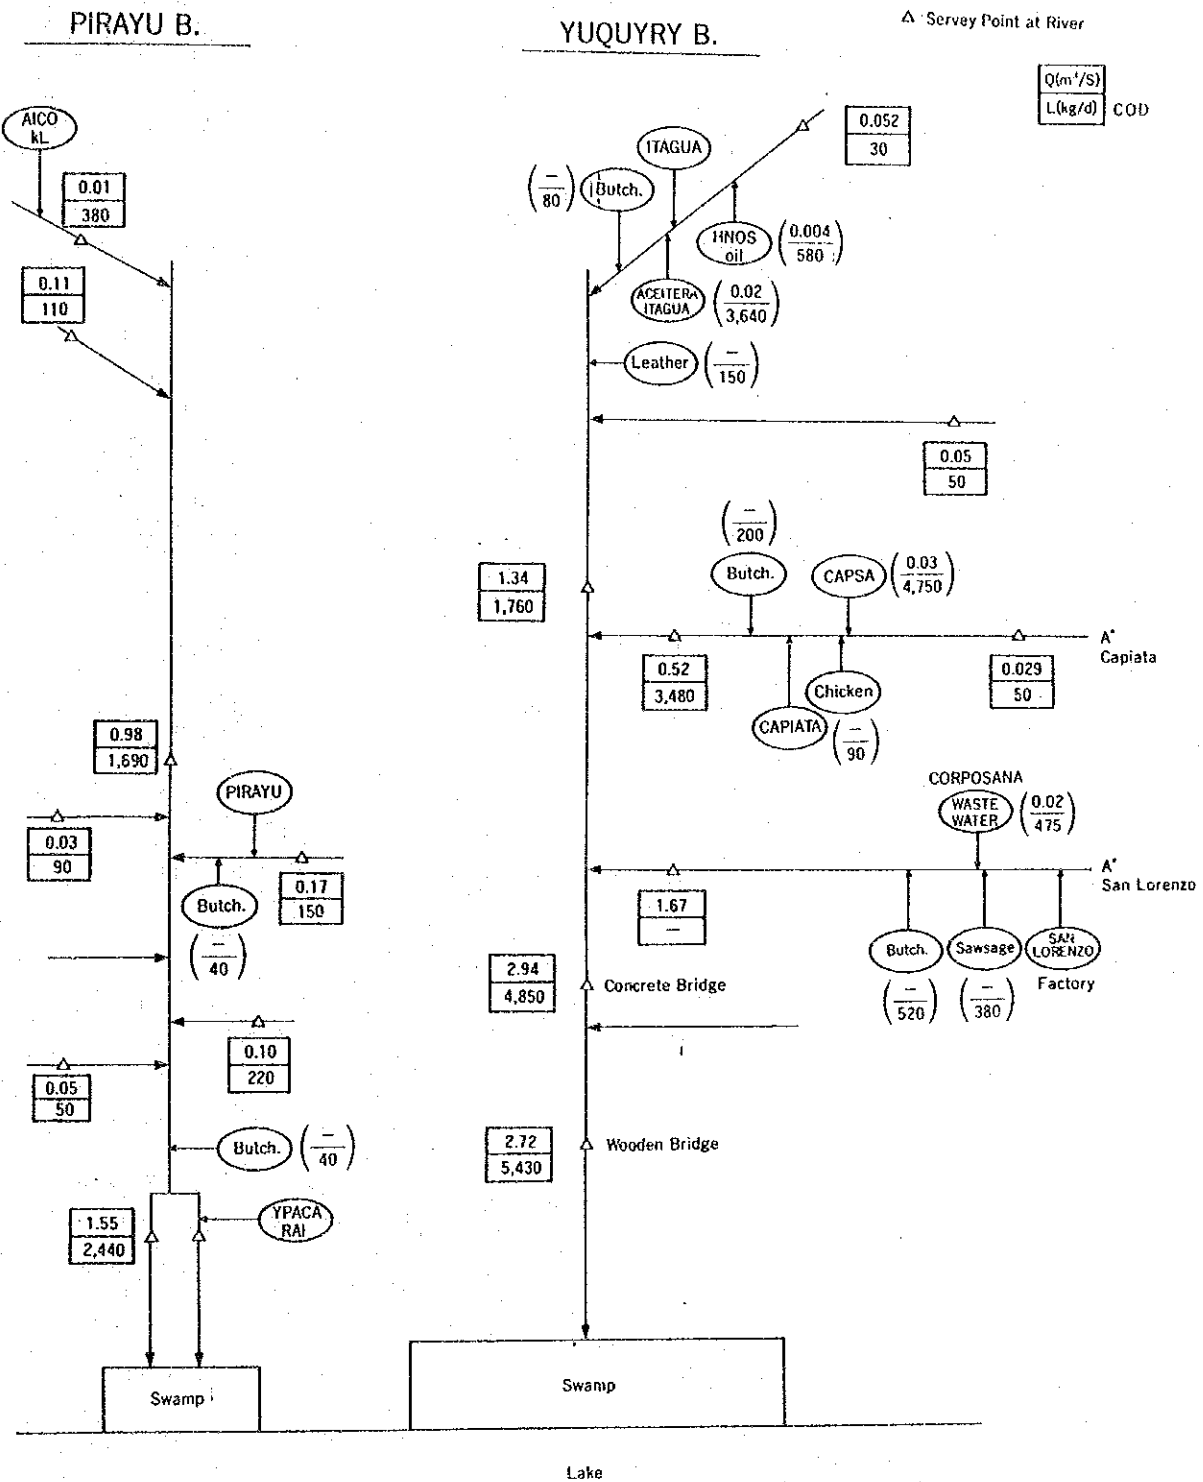 PIRAYU B.
YUQUYRY B.
△ Servey Point at River
Q(m³/S)
L(kg/d)
COD
AICO
kL
0.01
380
0.11
110
0.98
1,690
PIRAYU
0.03
90
0.17
150
Butch.
(–/40)
0.10
220
0.05
50
Butch.
(–/40)
1.55
2,440
YPACA
RAI
Swamp
0.052
30
ITAGUA
(–/80)
Butch.
HNOS
oil
(0.004/580)
ACEITERA
ITAGUA
(0.02/3,640)
Leather
(–/150)
0.05
50
(–/200)
Butch.
CAPSA
(0.03/4,750)
1.34
1,760
A*
Capiata
0.52
3,480
0.029
50
Chicken
CAPIATA
(–/90)
CORPOSANA
WASTE
WATER
(0.02/475)
A*
San Lorenzo
1.67
–
Butch.
Sawsage
SAN
LORENZO
Factory
(–/520)
(–/380)
2.94
4,850
Concrete Bridge
2.72
5,430
Wooden Bridge
Swamp
Lake